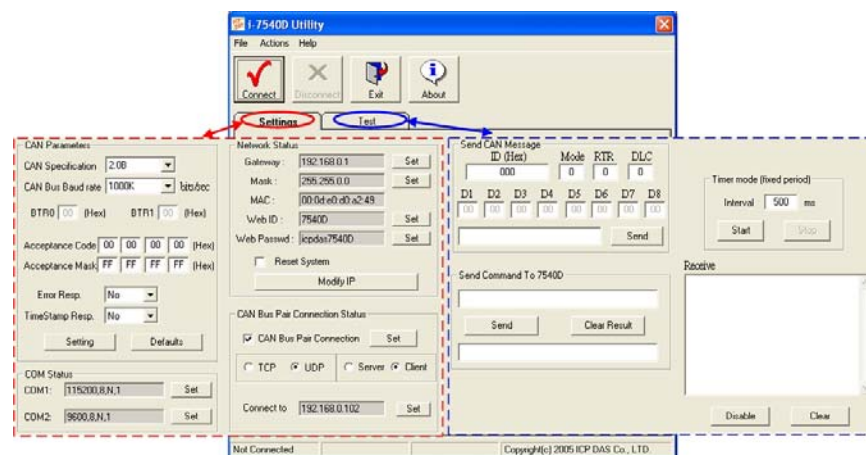 i-7540D Utility
File Actions Help
Connect Disconnect Exit About
Settings Test
CAN Parameters
CAN Specification 2.0B
CAN Bus Baud rate 1000K bits/sec
BTR0 00 (Hex) BTR1 00 (Hex)
Acceptance Code 00 00 00 00 (Hex)
Acceptance Mask FF FF FF FF (Hex)
Error Resp. No
TimeStamp Resp. No
Setting Defaults
COM Status
COM1: 115200,8,N,1 Set
COM2: 9600,8,N,1 Set
Network Status
Gateway : 192.168.0.1 Set
Mask : 255.255.0.0 Set
MAC : 00:0d:e0:d0:a2:49
Web ID : 7540D Set
Web Passwd : icpdas7540D Set
Reset System
Modify IP
CAN Bus Pair Connection Status
CAN Bus Pair Connection Set
TCP UDP Server Client
Connect to 192.168.0.102 Set
Send CAN Message
ID (Hex) Mode RTR DLC
000 0 0 0
D1 D2 D3 D4 D5 D6 D7 D8
00 00 00 00 00 00 00 00
Send
Send Command To 7540D
Send Clear Result
Timer mode (fixed period)
Interval 500 ms
Start Stop
Receive
Disable Clear
Not Connected Copyright(c) 2005 ICP DAS Co., LTD.